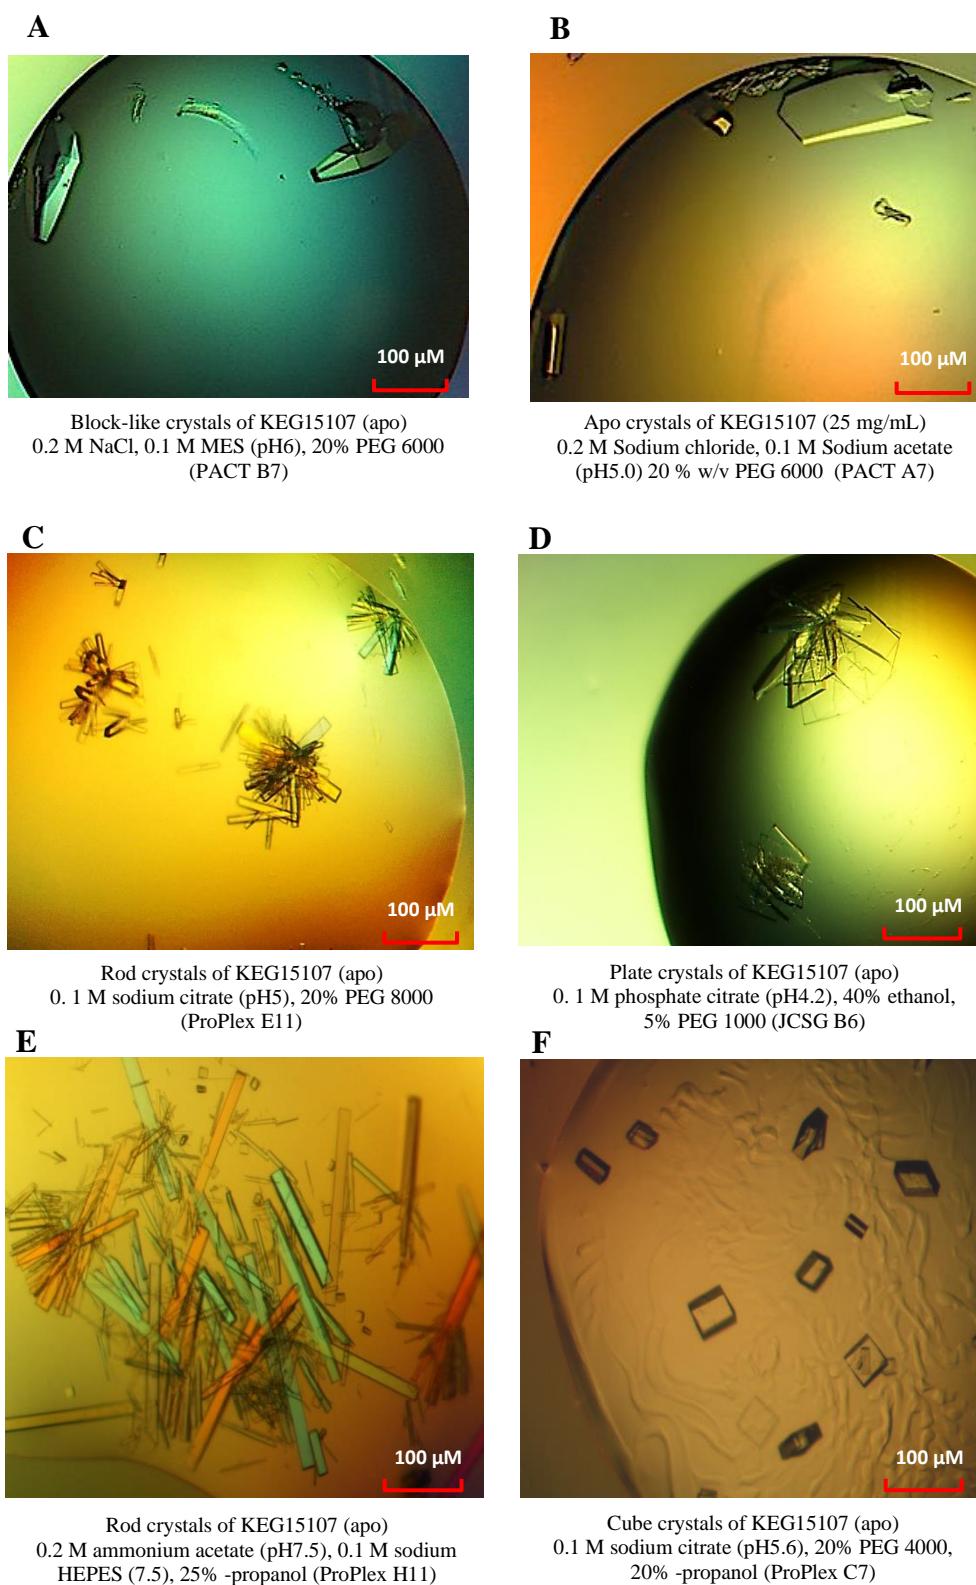 A
B
100 µM
100 µM
Block-like crystals of KEG15107 (apo)
0.2 M NaCl, 0.1 M MES (pH6), 20% PEG 6000
(PACT B7)
Apo crystals of KEG15107 (25 mg/mL)
0.2 M Sodium chloride, 0.1 M Sodium acetate
(pH5.0) 20 % w/v PEG 6000 (PACT A7)
C
D
100 µM
100 µM
Rod crystals of KEG15107 (apo)
0. 1 M sodium citrate (pH5), 20% PEG 8000
(ProPlex E11)
Plate crystals of KEG15107 (apo)
0. 1 M phosphate citrate (pH4.2), 40% ethanol,
5% PEG 1000 (JCSG B6)
E
F
100 µM
100 µM
Rod crystals of KEG15107 (apo)
0.2 M ammonium acetate (pH7.5), 0.1 M sodium
HEPES (7.5), 25% -propanol (ProPlex H11)
Cube crystals of KEG15107 (apo)
0.1 M sodium citrate (pH5.6), 20% PEG 4000,
20% -propanol (ProPlex C7)